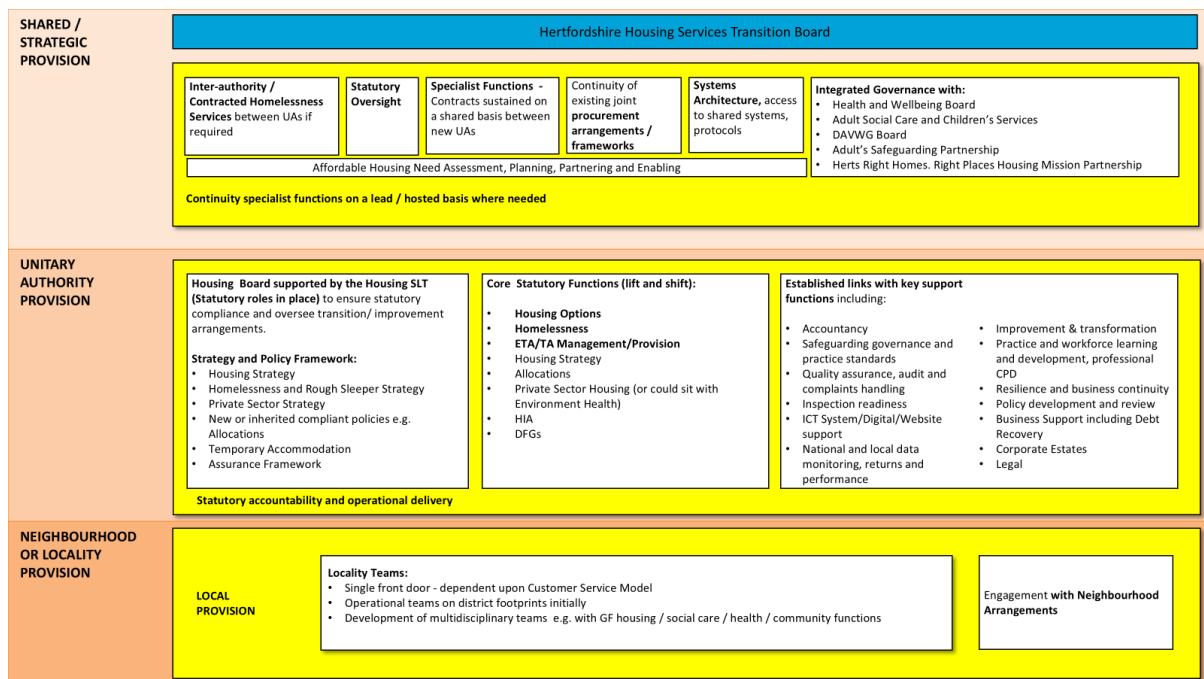 SHARED /
STRATEGIC
PROVISION
Hertfordshire Housing Services Transition Board
Inter-authority /
Contracted Homelessness
Services between UAs if
required
Statutory
Oversight
Specialist Functions -
Contracts sustained on
a shared basis between
new UAs
Continuity of
existing joint
procurement
arrangements /
frameworks
Systems
Architecture, access
to shared systems,
protocols
Integrated Governance with:
• Health and Wellbeing Board
• Adult Social Care and Children's Services
• DAVWG Board
• Adult's Safeguarding Partnership
• Herts Right Homes. Right Places Housing Mission Partnership
Affordable Housing Need Assessment, Planning, Partnering and Enabling
Continuity specialist functions on a lead / hosted basis where needed
UNITARY
AUTHORITY
PROVISION
Housing Board supported by the Housing SLT
(Statutory roles in place) to ensure statutory
compliance and oversee transition/ improvement
arrangements.
Strategy and Policy Framework:
• Housing Strategy
• Homelessness and Rough Sleeper Strategy
• Private Sector Strategy
• New or inherited compliant policies e.g.
Allocations
• Temporary Accommodation
• Assurance Framework
Core Statutory Functions (lift and shift):
• Housing Options
• Homelessness
• ETA/TA Management/Provision
• Housing Strategy
• Allocations
• Private Sector Housing (or could sit with
Environment Health)
• HIA
• DFGs
Established links with key support
functions including:
• Accountancy
• Safeguarding governance and
practice standards
• Quality assurance, audit and
complaints handling
• Inspection readiness
• ICT System/Digital/Website
support
• National and local data
monitoring, returns and
performance
• Improvement & transformation
• Practice and workforce learning
and development, professional
CPD
• Resilience and business continuity
• Policy development and review
• Business Support including Debt
Recovery
• Corporate Estates
• Legal
Statutory accountability and operational delivery
NEIGHBOURHOOD
OR LOCALITY
PROVISION
LOCAL
PROVISION
Locality Teams:
• Single front door - dependent upon Customer Service Model
• Operational teams on district footprints initially
• Development of multidisciplinary teams e.g. with GF housing / social care / health / community functions
Engagement with Neighbourhood
Arrangements